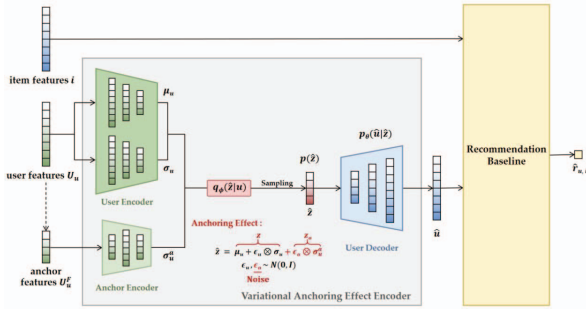 item features i
user features U_u
anchor
features U_u^F
μ_u
σ_u
User Encoder
σ_u^a
Anchor Encoder
q_ϕ(ẑ|u)
Sampling
p(ẑ)
ẑ
p_θ(û|ẑ)
User Decoder
û
Anchoring Effect :
z z_a
ẑ = μ_u + ϵ_u ⊗ σ_u + ϵ_u ⊗ σ_u^a
ϵ_u, ϵ_u ~ N(0, I)
Noise
Variational Anchoring Effect Encoder
Recommendation
Baseline